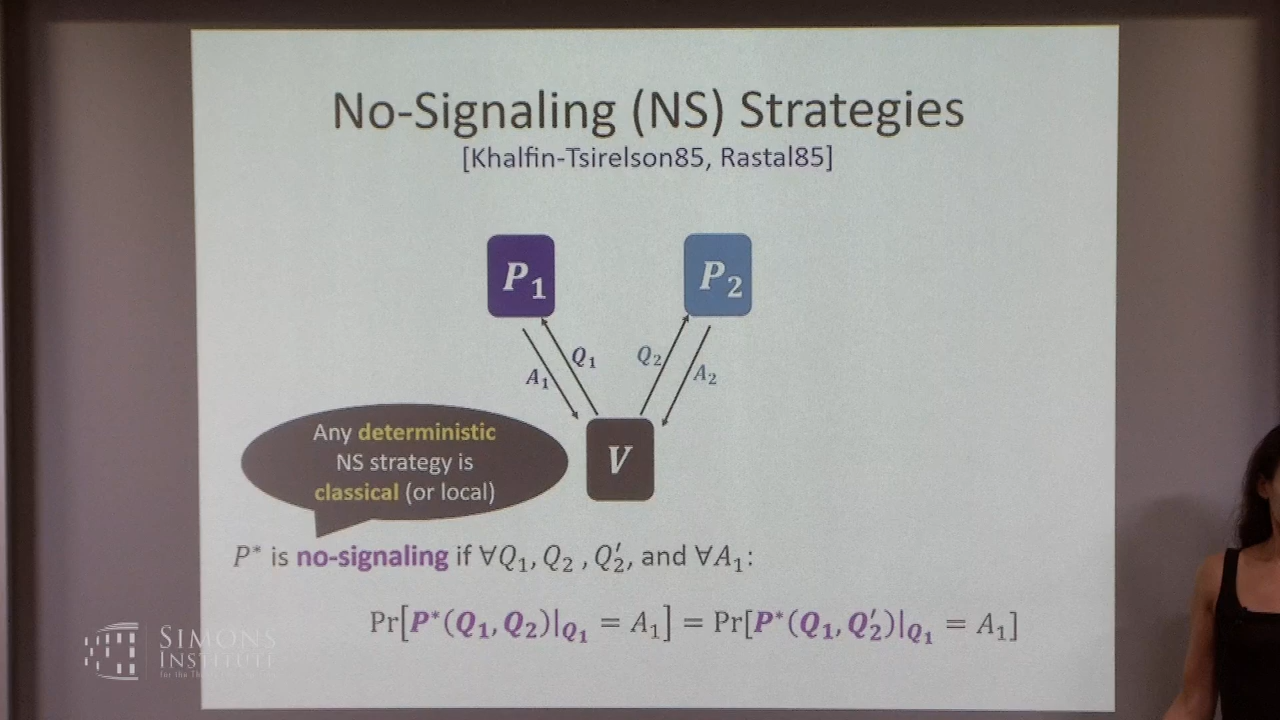 No-Signaling (NS) Strategies
[Khalfin-Tsirelson85, Rastal85]
P₁
P₂
Q₁
Q₂
A₁
A₂
V
Any deterministic
NS strategy is
classical (or local)
P* is no-signaling if ∀Q₁, Q₂ , Q₂′, and ∀A₁:
Pr[P*(Q₁, Q₂)|_Q₁ = A₁] = Pr[P*(Q₁, Q₂′)|_Q₁ = A₁]
SIMONS
INSTITUTE
for the